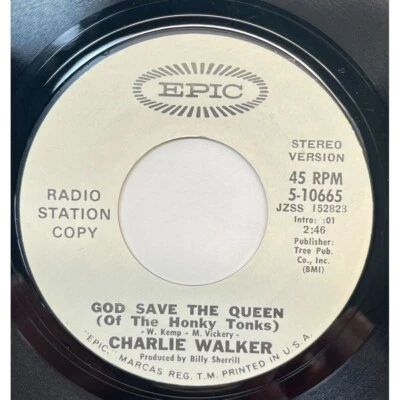 EPIC
STEREO
VERSION
45 RPM
5-10665
JZSS 152823
Intro: :01
2:46
Publisher:
Tree Pub.
Co., Inc.
(BMI)
RADIO
STATION
COPY
GOD SAVE THE QUEEN
(Of The Honky Tonks)
- W. Kemp - M. Vickery -
CHARLIE WALKER
Produced by Billy Sherrill
"EPIC," MARCAS REG. T.M. PRINTED IN U.S.A.